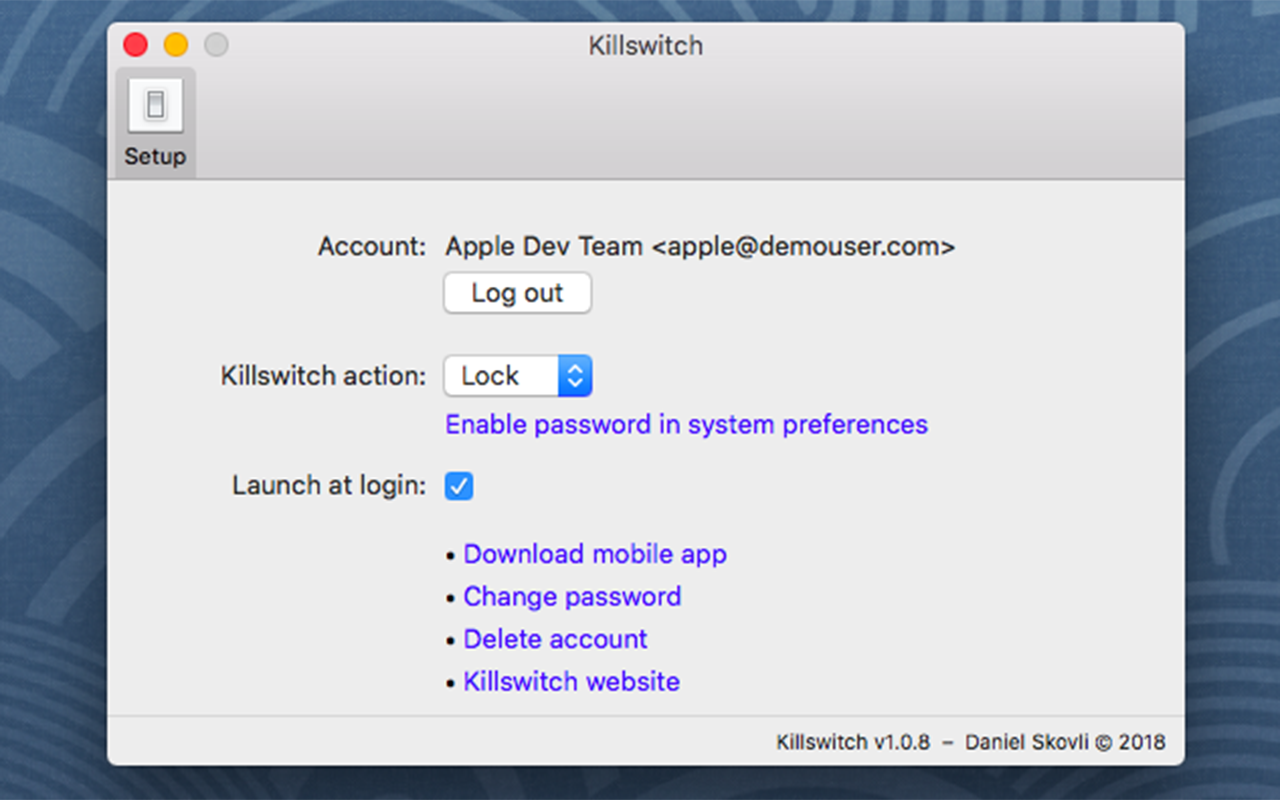 Killswitch
Setup
Account: Apple Dev Team <apple@demouser.com>
Log out
Killswitch action: Lock
Enable password in system preferences
Launch at login:
• Download mobile app
• Change password
• Delete account
• Killswitch website
Killswitch v1.0.8 – Daniel Skovli © 2018